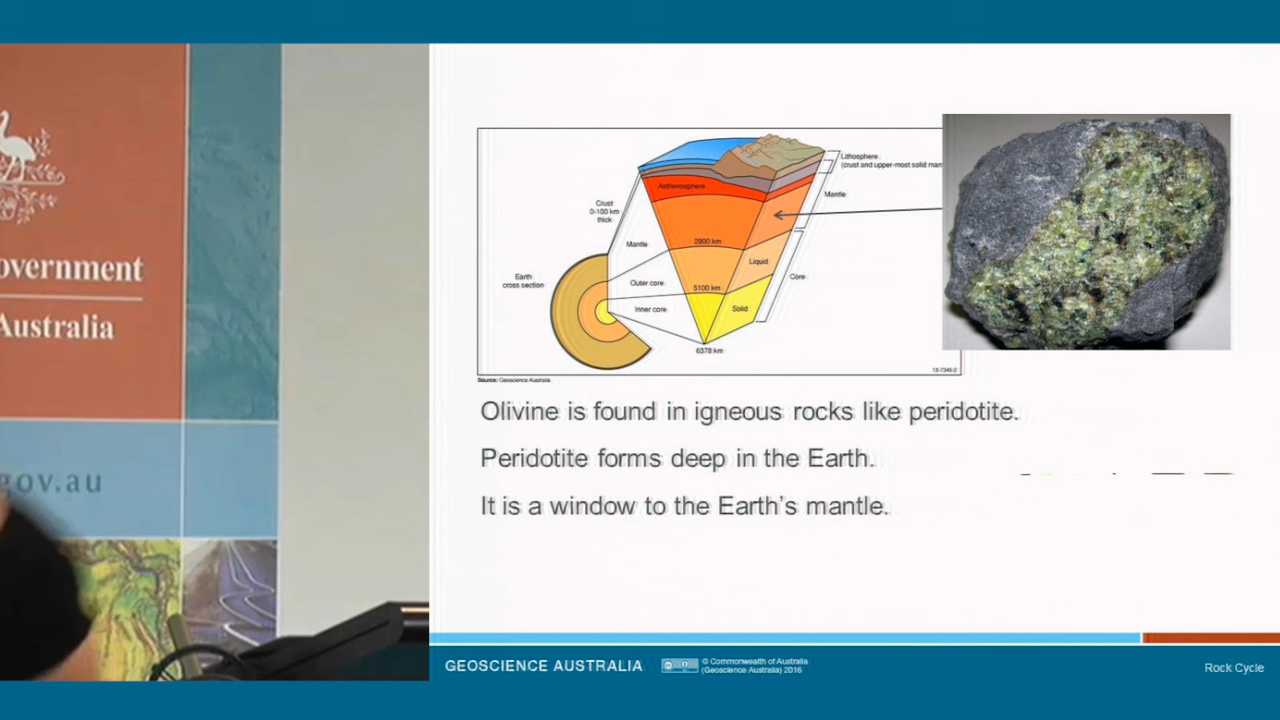 overnment
Australia
gov.au
Lithosphere
(crust and upper-most solid man
Asthenosphere
Mantle
Crust
0-100 km
thick
Mantle
2900 km
Liquid
Earth
cross section
Outer core
5100 km
Core
Inner core
Solid
6378 km
Source: Geoscience Australia
13-7346-2
Olivine is found in igneous rocks like peridotite.
Peridotite forms deep in the Earth.
It is a window to the Earth's mantle.
GEOSCIENCE AUSTRALIA
© Commonwealth of Australia
(Geoscience Australia) 2016
Rock Cycle